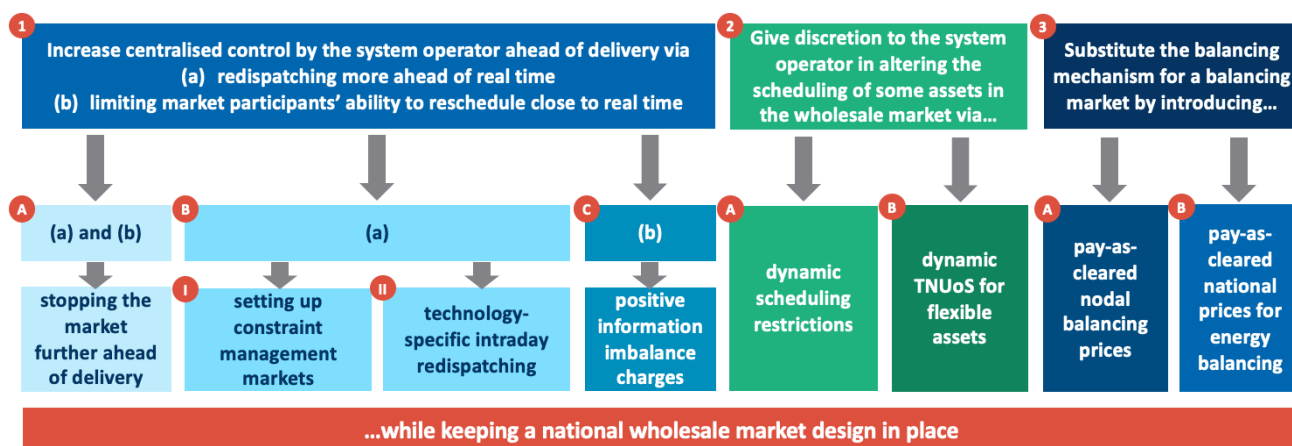 1
Increase centralised control by the system operator ahead of delivery via
(a) redispatching more ahead of real time
(b) limiting market participants' ability to reschedule close to real time
2
Give discretion to the system
operator in altering the
scheduling of some assets in
the wholesale market via...
3
Substitute the balancing
mechanism for a balancing
market by introducing...
A
(a) and (b)
B
(a)
C
(b)
stopping the
market
further ahead
of delivery
I
setting up
constraint
management
markets
II
technology-
specific intraday
redispatching
positive
information
imbalance
charges
A
dynamic
scheduling
restrictions
B
dynamic
TNUoS for
flexible
assets
A
pay-as-
cleared
nodal
balancing
prices
B
pay-as-
cleared
national
prices for
energy
balancing
...while keeping a national wholesale market design in place